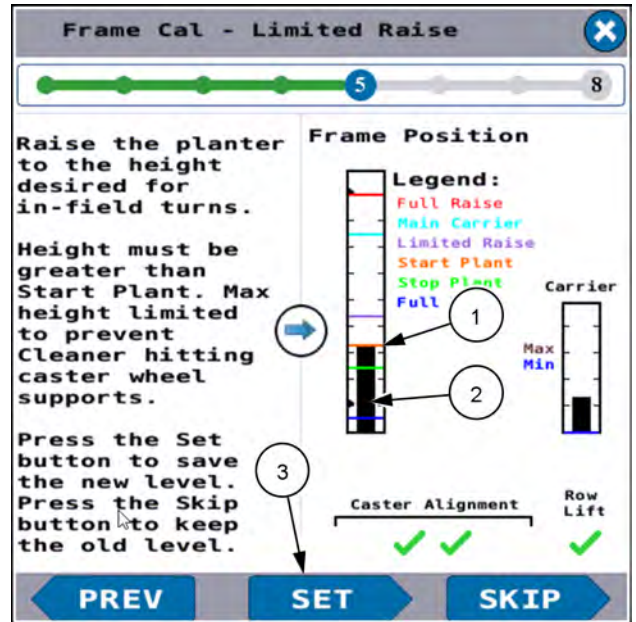 Frame Cal - Limited Raise
5
8
Raise the planter
to the height
desired for
in-field turns.
Height must be
greater than
Start Plant. Max
height limited
to prevent
Cleaner hitting
caster wheel
supports.
Press the Set
button to save
the new level.
Press the Skip
button to keep
the old level.
Frame Position
Legend:
Full Raise
Main Carrier
Limited Raise
Start Plant
Stop Plant
Full
1
2
3
Carrier
Max
Min
Caster Alignment
Row
Lift
PREV
SET
SKIP